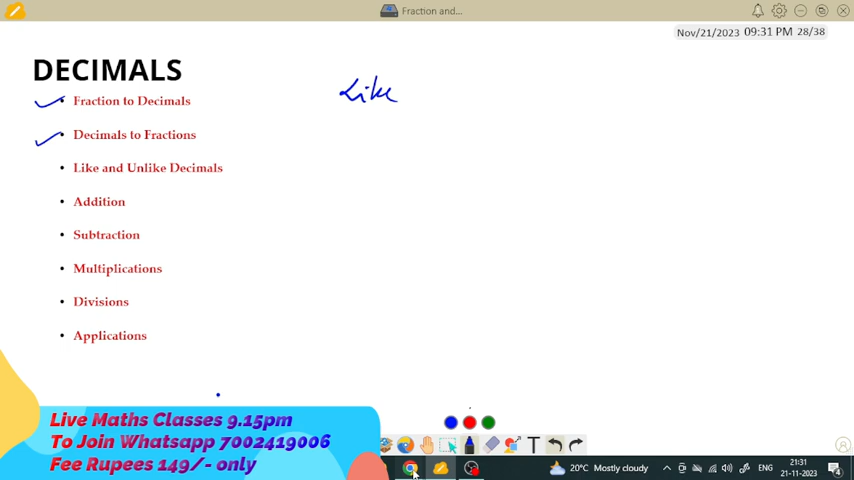 Fraction and...
Nov/21/2023 09:31 PM 28/38
DECIMALS
• Fraction to Decimals
Like
• Decimals to Fractions
• Like and Unlike Decimals
• Addition
• Subtraction
• Multiplications
• Divisions
• Applications
Live Maths Classes 9.15pm
To Join Whatsapp 7002419006
Fee Rupees 149/- only
T
20°C Mostly cloudy
ENG
21:31
21-11-2023
4